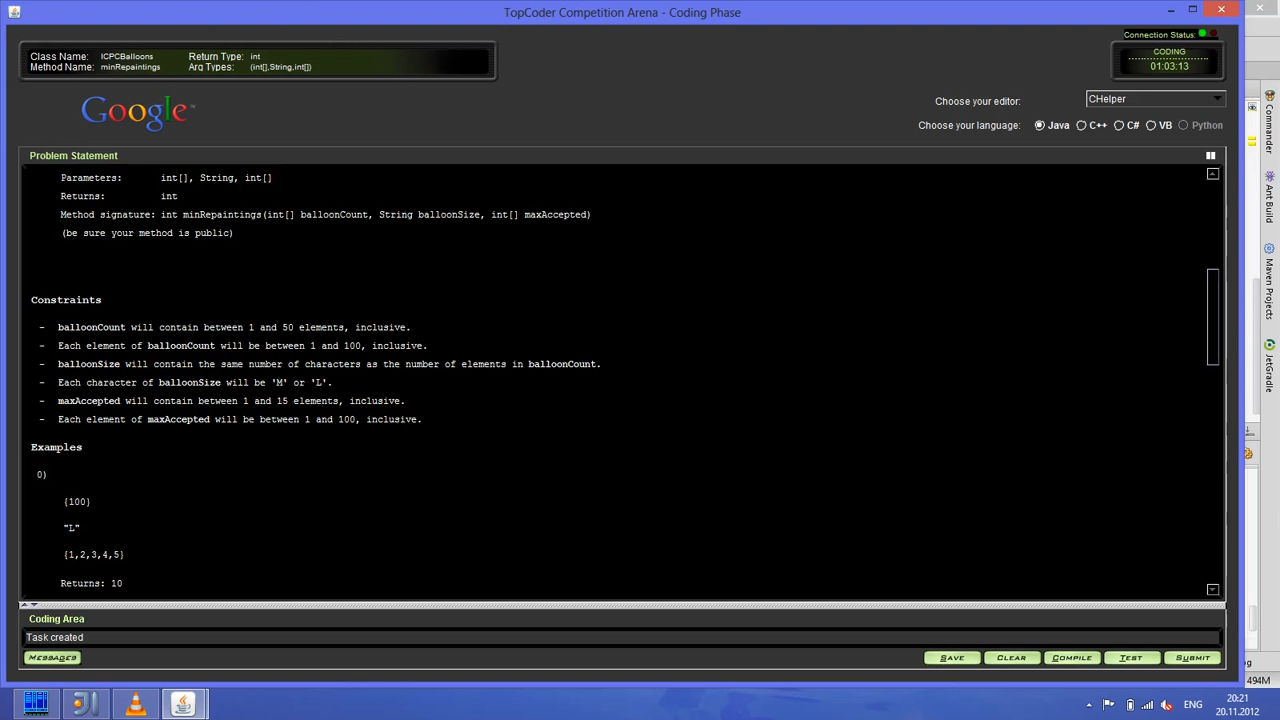 TopCoder Competition Arena - Coding Phase
Connection Status:
Class Name: ICPCBalloons Return Type: int
Method Name: minRepaintings Arg Types: (int[],String,int[])
CODING
01:03:13
Google™
Choose your editor: CHelper
Choose your language: Java C++ C# VB Python
Problem Statement
Parameters: int[], String, int[]
Returns: int
Method signature: int minRepaintings(int[] balloonCount, String balloonSize, int[] maxAccepted)
(be sure your method is public)
Constraints
- balloonCount will contain between 1 and 50 elements, inclusive.
- Each element of balloonCount will be between 1 and 100, inclusive.
- balloonSize will contain the same number of characters as the number of elements in balloonCount.
- Each character of balloonSize will be 'M' or 'L'.
- maxAccepted will contain between 1 and 15 elements, inclusive.
- Each element of maxAccepted will be between 1 and 100, inclusive.
Examples
0)
{100}
"L"
{1,2,3,4,5}
Returns: 10
Coding Area
Task created
MESSAGES SAVE CLEAR COMPILE TEST SUBMIT
Commander
Ant Build
Maven Projects
JetGradle
494M
ENG
20:21
20.11.2012